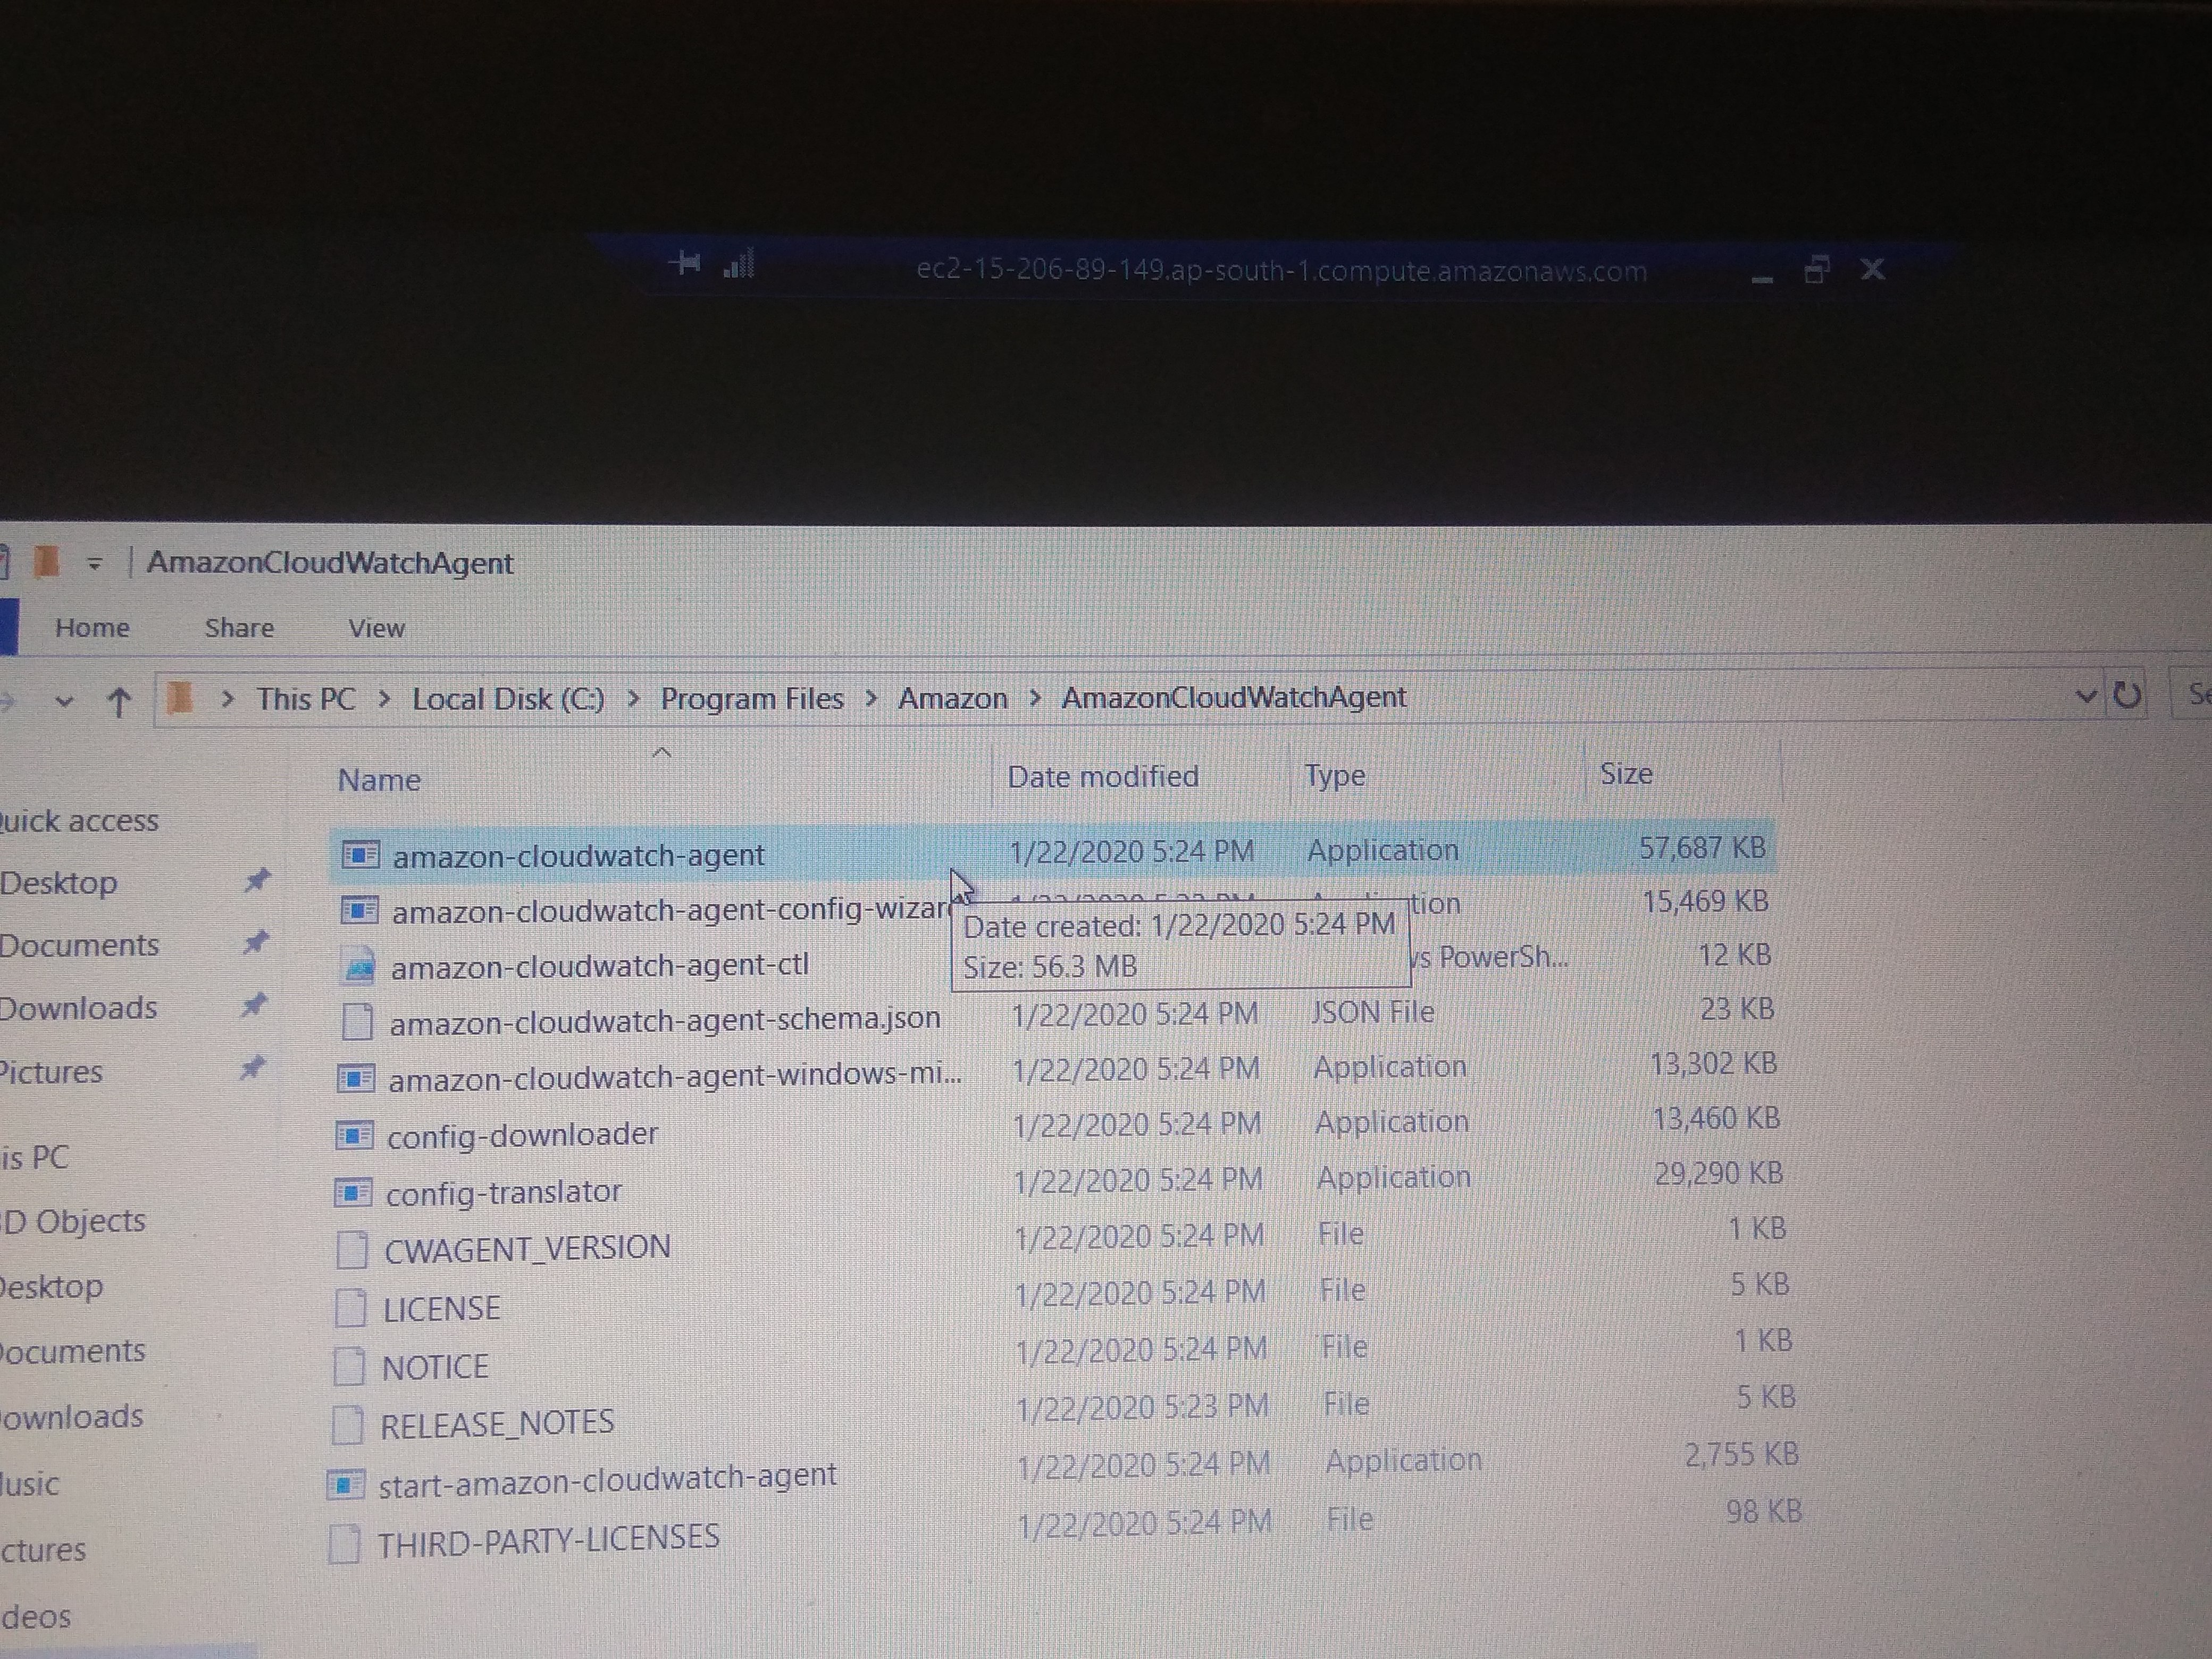 ec2-15-206-89-149.ap-south-1.compute.amazonaws.com
AmazonCloudWatchAgent
Home Share View
This PC > Local Disk (C:) > Program Files > Amazon > AmazonCloudWatchAgent
Name Date modified Type Size
uick access
Desktop
Documents
Downloads
Pictures
is PC
D Objects
Desktop
Documents
ownloads
usic
ctures
deos
amazon-cloudwatch-agent 1/22/2020 5:24 PM Application 57,687 KB
amazon-cloudwatch-agent-config-wizar tion 15,469 KB
Date created: 1/22/2020 5:24 PM
Size: 56.3 MB
amazon-cloudwatch-agent-ctl s PowerSh... 12 KB
amazon-cloudwatch-agent-schema.json 1/22/2020 5:24 PM JSON File 23 KB
amazon-cloudwatch-agent-windows-mi... 1/22/2020 5:24 PM Application 13,302 KB
config-downloader 1/22/2020 5:24 PM Application 13,460 KB
config-translator 1/22/2020 5:24 PM Application 29,290 KB
CWAGENT_VERSION 1/22/2020 5:24 PM File 1 KB
LICENSE 1/22/2020 5:24 PM File 5 KB
NOTICE 1/22/2020 5:24 PM File 1 KB
RELEASE_NOTES 1/22/2020 5:23 PM File 5 KB
start-amazon-cloudwatch-agent 1/22/2020 5:24 PM Application 2,755 KB
THIRD-PARTY-LICENSES 1/22/2020 5:24 PM File 98 KB